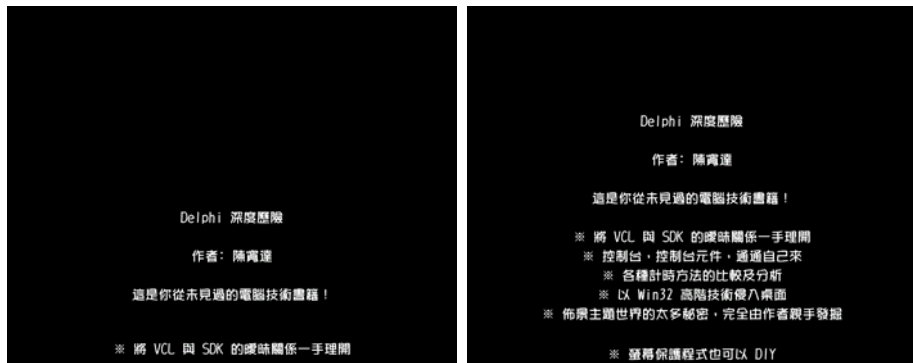 Delphi 深度歷險
作者: 陳寬達
這是你從未見過的電腦技術書籍！
※ 將 VCL 與 SDK 的曖昧關係一手理開
Delphi 深度歷險
作者: 陳寬達
這是你從未見過的電腦技術書籍！
※ 將 VCL 與 SDK 的曖昧關係一手理開
※ 控制台，控制台元件，通通自己來
※ 各種計時方法的比較及分析
※ 以 Win32 高階技術侵入桌面
※ 佈景主題世界的太多秘密，完全由作者親手發掘
※ 螢幕保護程式也可以 DIY